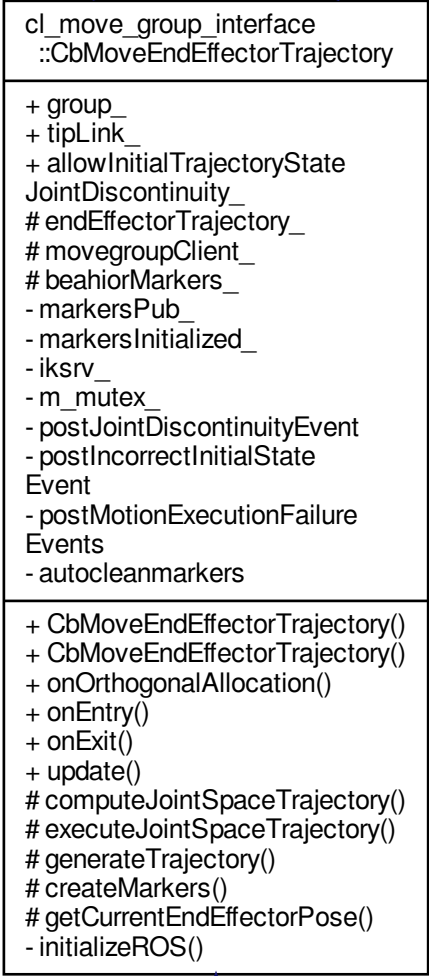 cl_move_group_interface
::CbMoveEndEffectorTrajectory
+ group_
+ tipLink_
+ allowInitialTrajectoryState
JointDiscontinuity_
# endEffectorTrajectory_
# movegroupClient_
# beahiorMarkers_
- markersPub_
- markersInitialized_
- iksrv_
- m_mutex_
- postJointDiscontinuityEvent
- postIncorrectInitialState
Event
- postMotionExecutionFailure
Events
- autocleanmarkers
+ CbMoveEndEffectorTrajectory()
+ CbMoveEndEffectorTrajectory()
+ onOrthogonalAllocation()
+ onEntry()
+ onExit()
+ update()
# computeJointSpaceTrajectory()
# executeJointSpaceTrajectory()
# generateTrajectory()
# createMarkers()
# getCurrentEndEffectorPose()
- initializeROS()